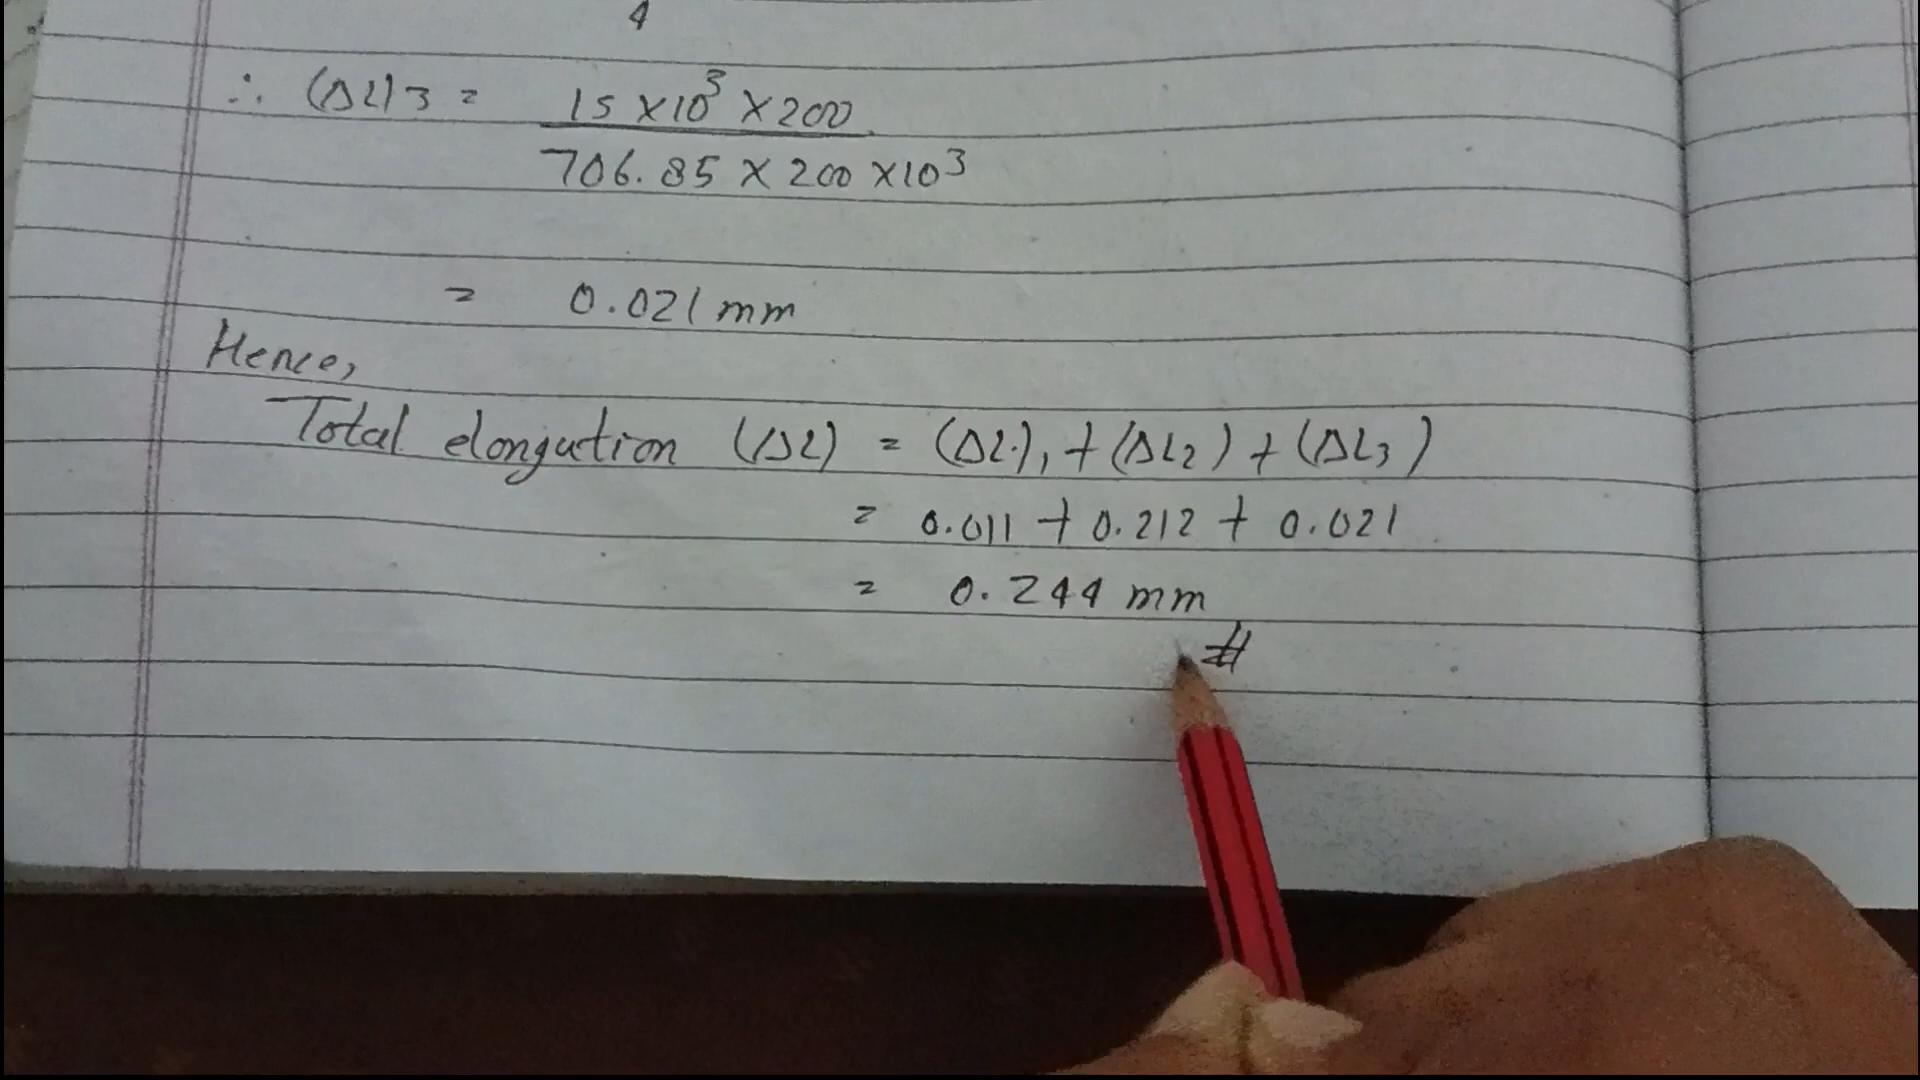 4
∴ (ΔL)3 = 15 ×10³ × 200
706.85 × 200 ×10³
= 0.021 mm
Hence,
Total elongution (ΔL) = (ΔL.)₁ + (ΔL₂) + (ΔL₃)
= 0.011 + 0.212 + 0.021
= 0.244 mm
#